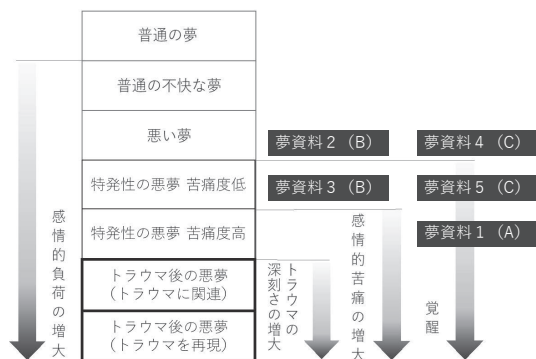 普通の夢
普通の不快な夢
悪い夢
夢資料2(B)
夢資料4(C)
特発性の悪夢 苦痛度低
夢資料3(B)
夢資料5(C)
特発性の悪夢 苦痛度高
夢資料1(A)
トラウマ後の悪夢
(トラウマに関連)
トラウマ後の悪夢
(トラウマを再現)
感情的負荷の増大
トラウマの
深刻さの増大
感情的苦痛の増大
覚醒